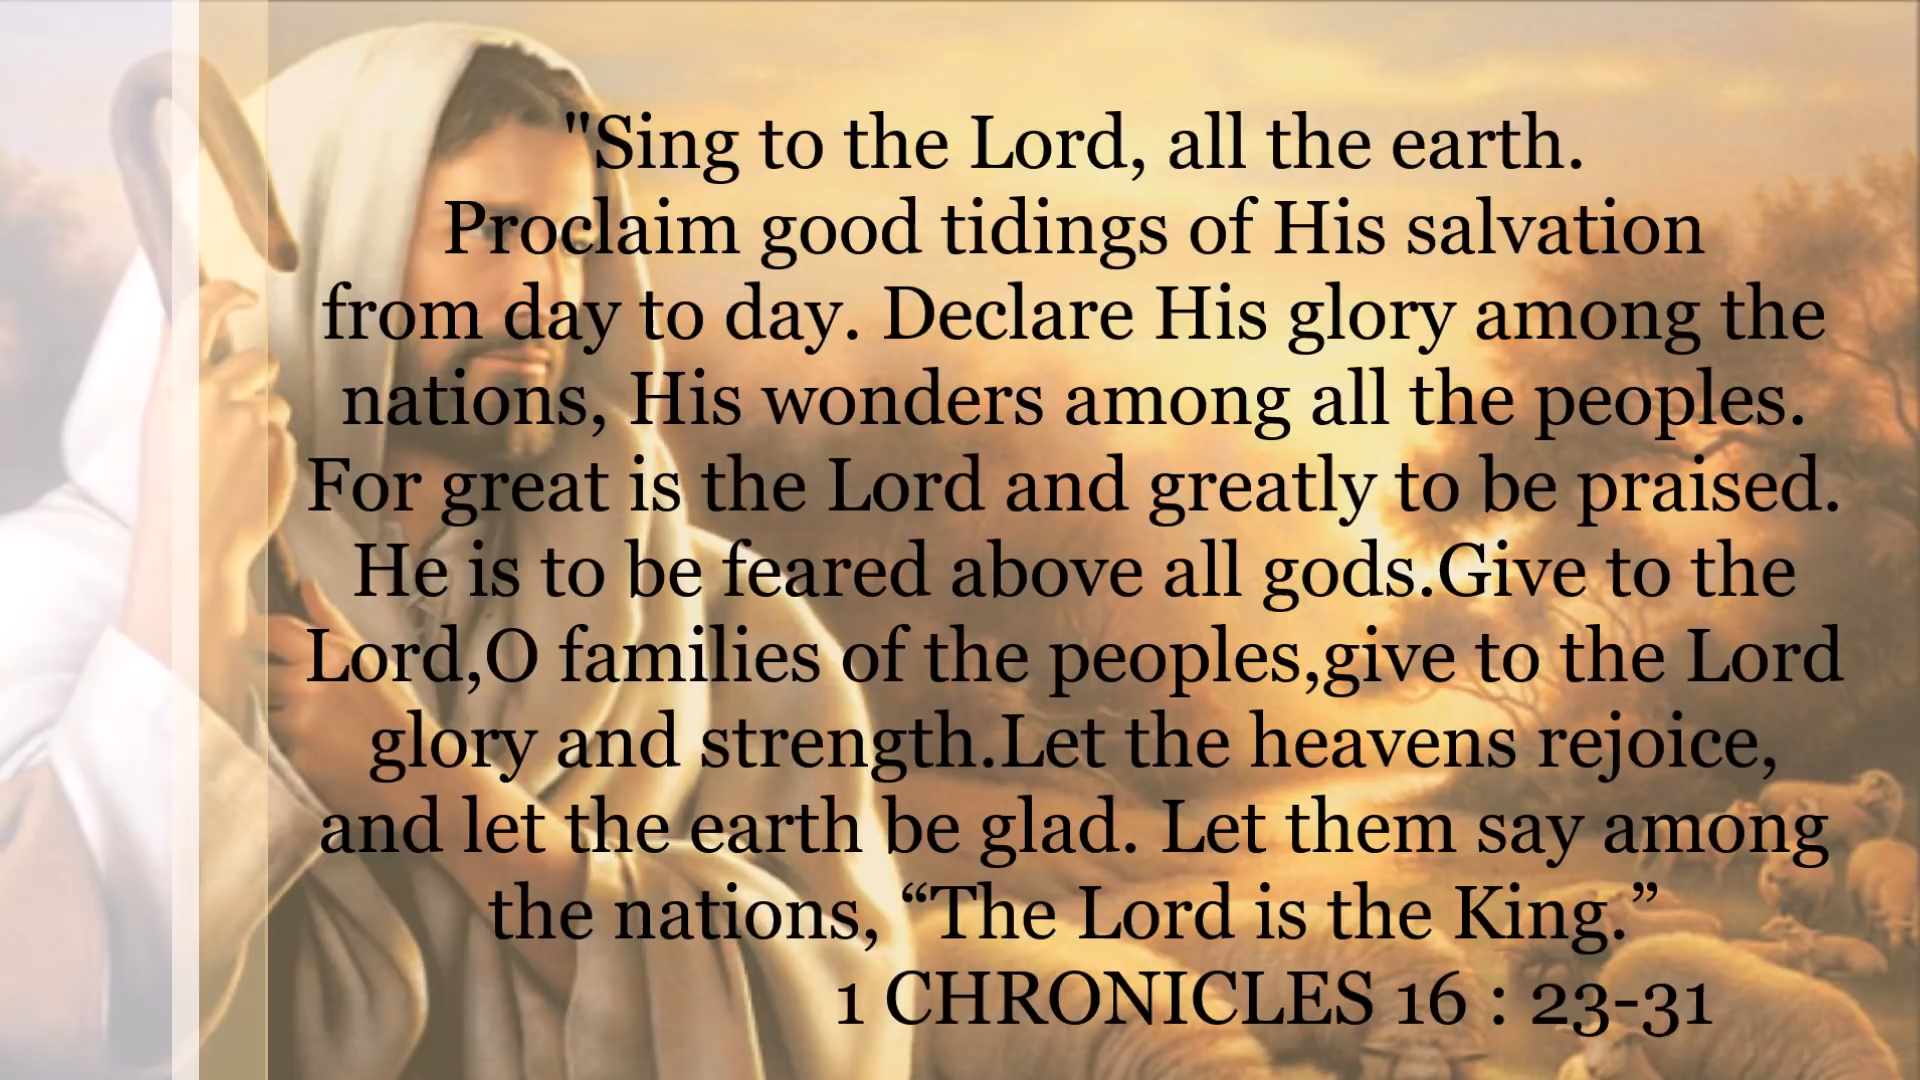 "Sing to the Lord, all the earth.
Proclaim good tidings of His salvation
from day to day. Declare His glory among the
nations, His wonders among all the peoples.
For great is the Lord and greatly to be praised.
He is to be feared above all gods.Give to the
Lord,O families of the peoples,give to the Lord
glory and strength.Let the heavens rejoice,
and let the earth be glad. Let them say among
the nations, “The Lord is the King.”
1 CHRONICLES 16 : 23-31